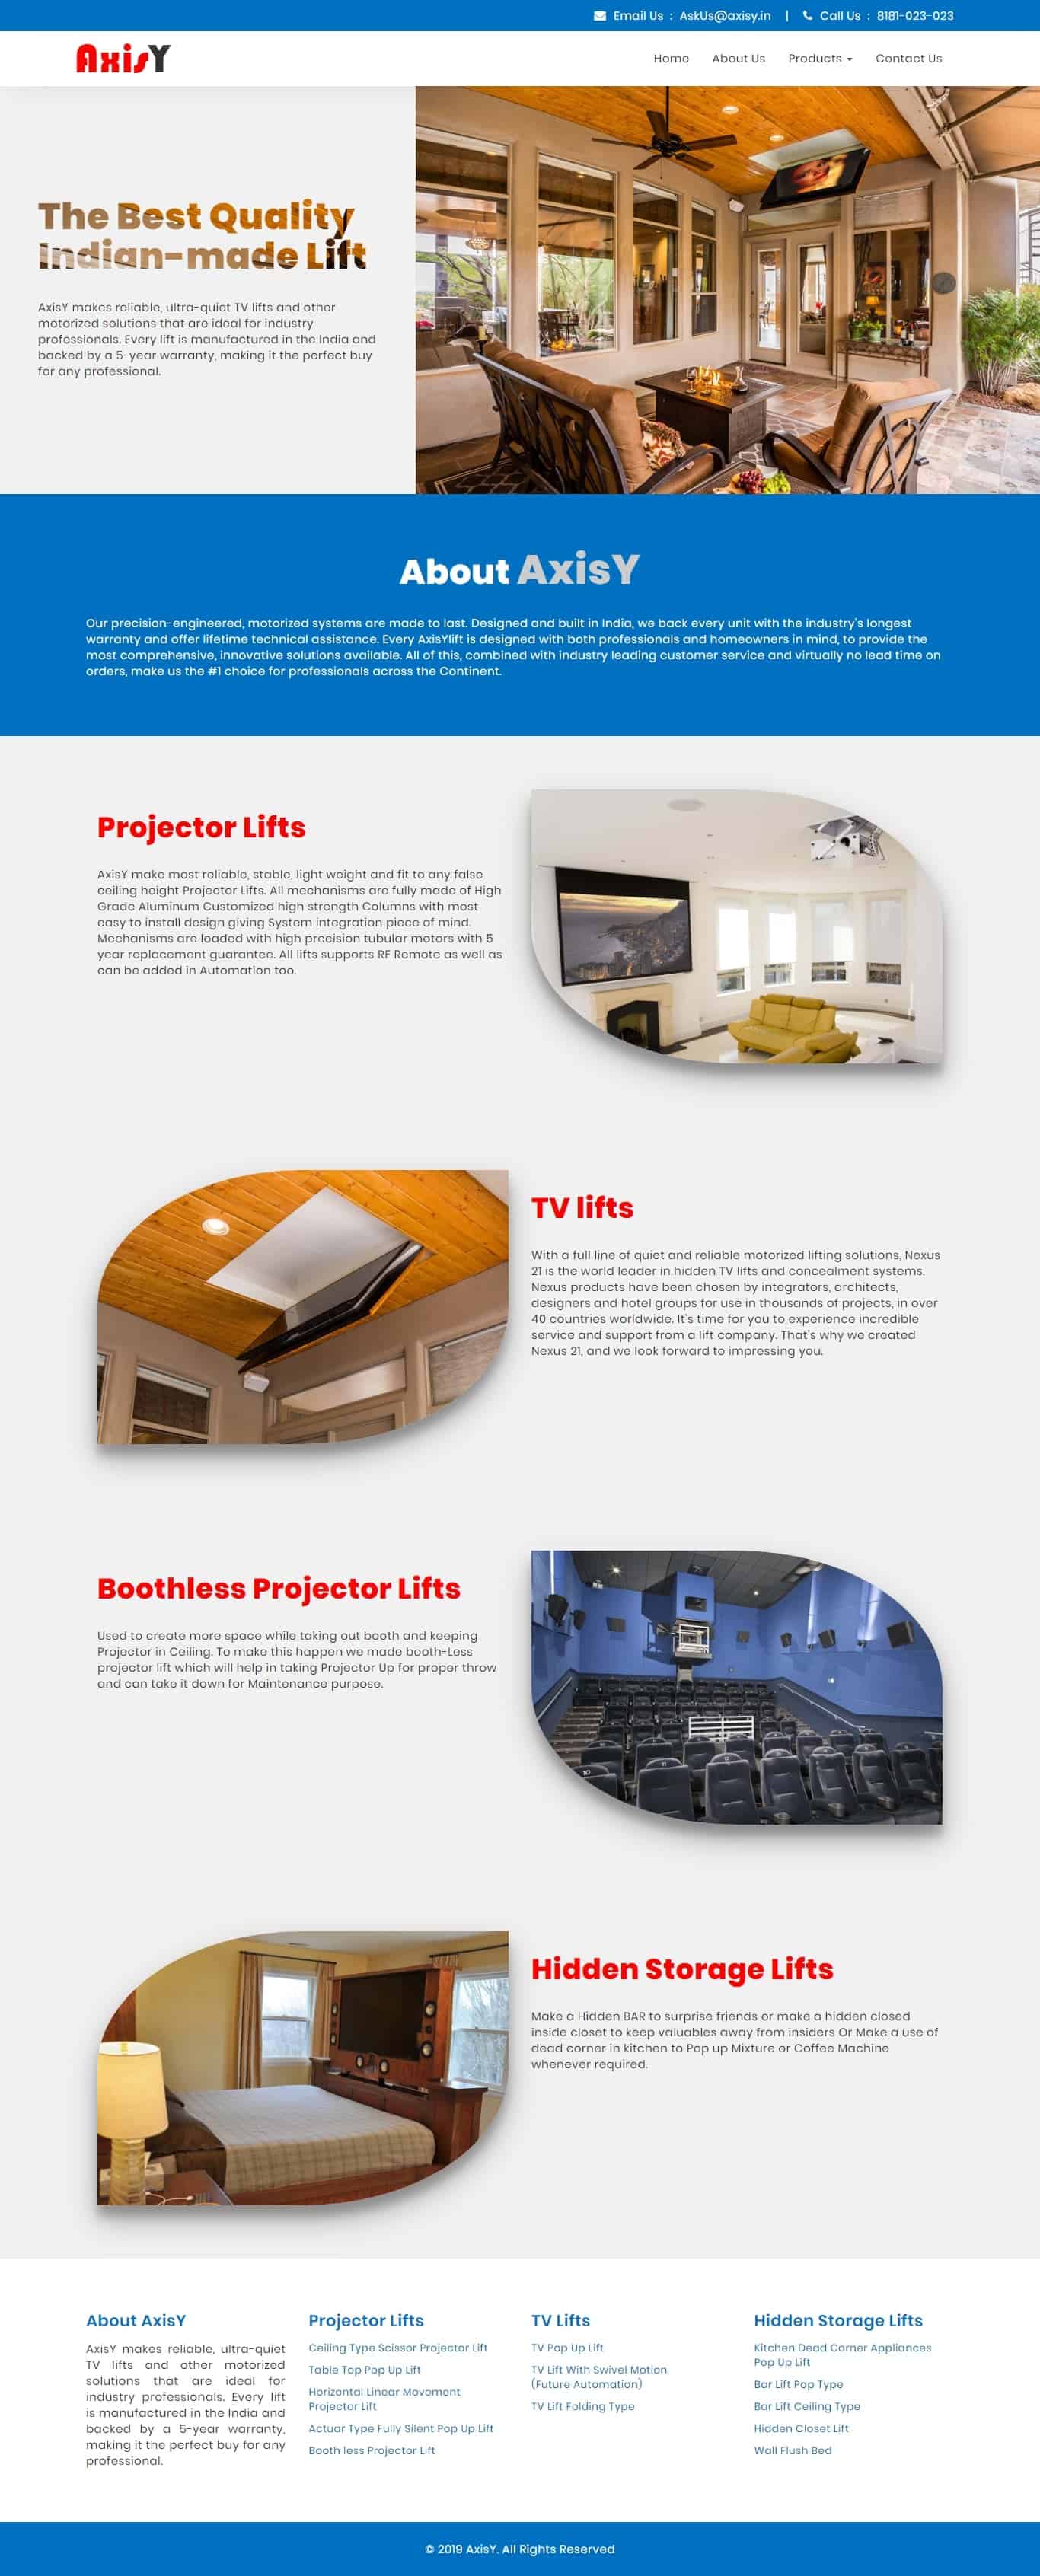 Email Us : AskUs@axisy.in | Call Us : 8181-023-023
AxisY
Home About Us Products Contact Us
The Best Quality
Indian-made Lift
AxisY makes reliable, ultra-quiet TV lifts and other
motorized solutions that are ideal for industry
professionals. Every lift is manufactured in the India and
backed by a 5-year warranty, making it the perfect buy
for any professional.
About AxisY
Our precision-engineered, motorized systems are made to last. Designed and built in India, we back every unit with the industry's longest
warranty and offer lifetime technical assistance. Every AxisYlift is designed with both professionals and homeowners in mind, to provide the
most comprehensive, innovative solutions available. All of this, combined with industry leading customer service and virtually no lead time on
orders, make us the #1 choice for professionals across the Continent.
Projector Lifts
AxisY make most reliable, stable, light weight and fit to any false
ceiling height Projector Lifts. All mechanisms are fully made of High
Grade Aluminum Customized high strength Columns with most
easy to install design giving System integration piece of mind.
Mechanisms are loaded with high precision tubular motors with 5
year replacement guarantee. All lifts supports RF Remote as well as
can be added in Automation too.
TV lifts
With a full line of quiet and reliable motorized lifting solutions, Nexus
21 is the world leader in hidden TV lifts and concealment systems.
Nexus products have been chosen by integrators, architects,
designers and hotel groups for use in thousands of projects, in over
40 countries worldwide. It's time for you to experience incredible
service and support from a lift company. That's why we created
Nexus 21, and we look forward to impressing you.
Boothless Projector Lifts
Used to create more space while taking out booth and keeping
Projector in Ceiling. To make this happen we made booth-Less
projector lift which will help in taking Projector Up for proper throw
and can take it down for Maintenance purpose.
Hidden Storage Lifts
Make a Hidden BAR to surprise friends or make a hidden closed
inside closet to keep valuables away from insiders Or Make a use of
dead corner in kitchen to Pop up Mixture or Coffee Machine
whenever required.
About AxisY
AxisY makes reliable, ultra-quiet
TV lifts and other motorized
solutions that are ideal for
industry professionals. Every lift
is manufactured in the India and
backed by a 5-year warranty,
making it the perfect buy for any
professional.
Projector Lifts
Ceiling Type Scissor Projector Lift
Table Top Pop Up Lift
Horizontal Linear Movement
Projector Lift
Actuar Type Fully Silent Pop Up Lift
Booth less Projector Lift
TV Lifts
TV Pop Up Lift
TV Lift With Swivel Motion
(Future Automation)
TV Lift Folding Type
Hidden Storage Lifts
Kitchen Dead Corner Appliances
Pop Up Lift
Bar Lift Pop Type
Bar Lift Ceiling Type
Hidden Closet Lift
Wall Flush Bed
© 2019 AxisY. All Rights Reserved